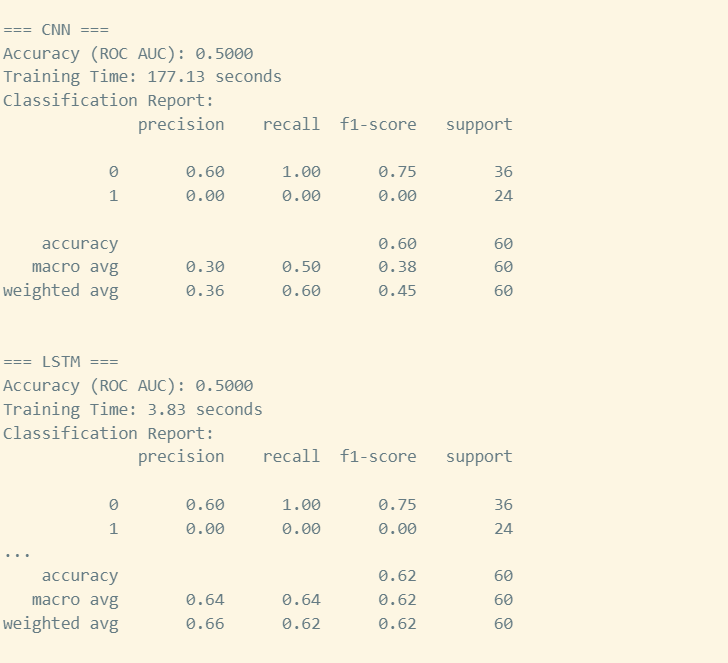 === CNN ===
Accuracy (ROC AUC): 0.5000
Training Time: 177.13 seconds
Classification Report:
              precision    recall  f1-score   support

           0       0.60      1.00      0.75        36
           1       0.00      0.00      0.00        24

    accuracy                           0.60        60
   macro avg       0.30      0.50      0.38        60
weighted avg       0.36      0.60      0.45        60


=== LSTM ===
Accuracy (ROC AUC): 0.5000
Training Time: 3.83 seconds
Classification Report:
              precision    recall  f1-score   support

           0       0.60      1.00      0.75        36
           1       0.00      0.00      0.00        24
...
    accuracy                           0.62        60
   macro avg       0.64      0.64      0.62        60
weighted avg       0.66      0.62      0.62        60